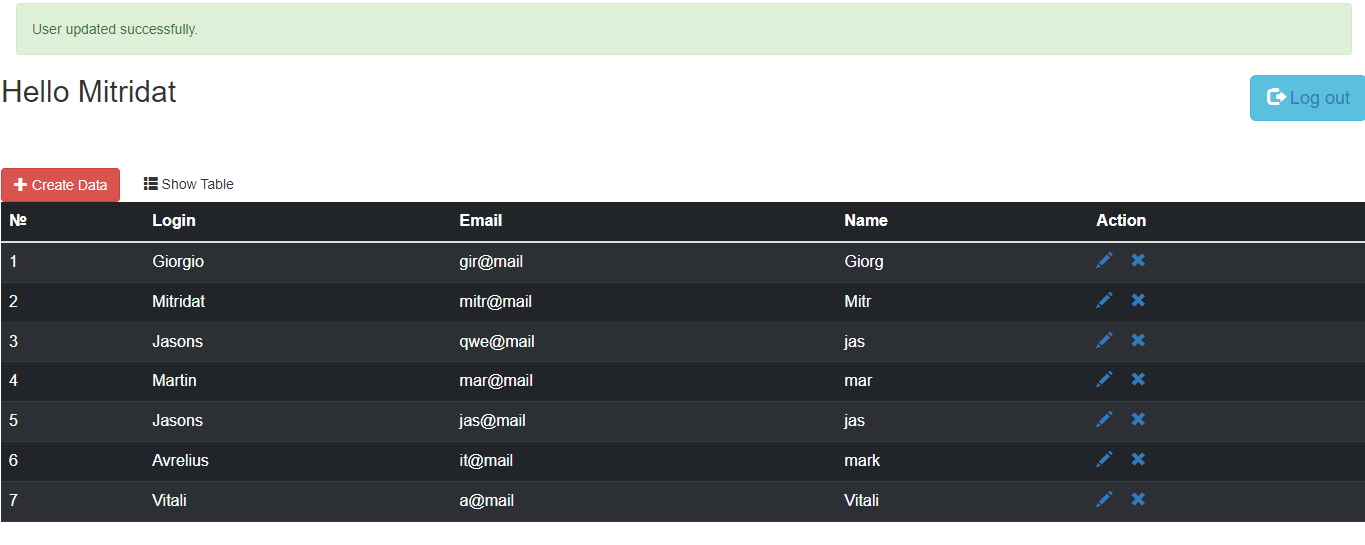 User updated successfully.
Hello Mitridat
Log out
Create Data Show Table
№ Login Email Name Action
1 Giorgio gir@mail Giorg
2 Mitridat mitr@mail Mitr
3 Jasons qwe@mail jas
4 Martin mar@mail mar
5 Jasons jas@mail jas
6 Avrelius it@mail mark
7 Vitali a@mail Vitali